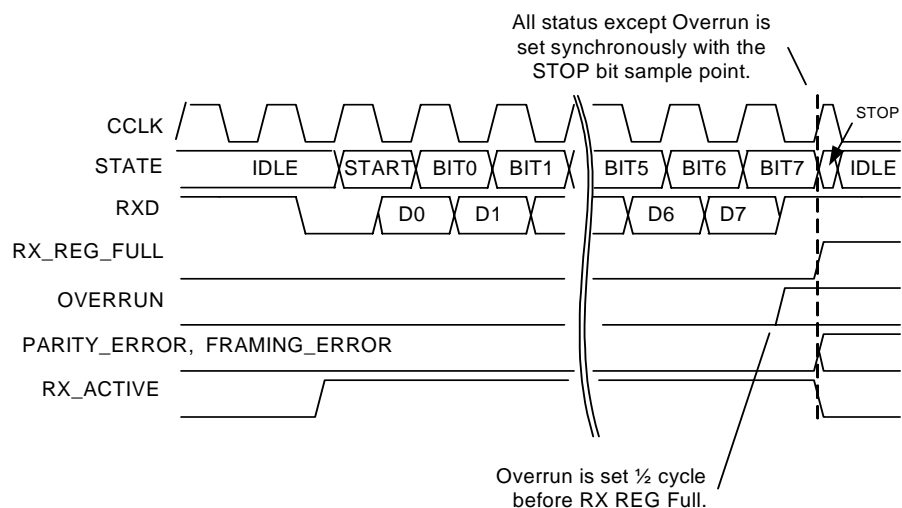 All status except Overrun is
set synchronously with the
STOP bit sample point.
CCLK
STOP
STATE
IDLE START BIT0 BIT1 BIT5 BIT6 BIT7 IDLE
RXD
D0 D1 D6 D7
RX_REG_FULL
OVERRUN
PARITY_ERROR, FRAMING_ERROR
RX_ACTIVE
Overrun is set ½ cycle
before RX REG Full.